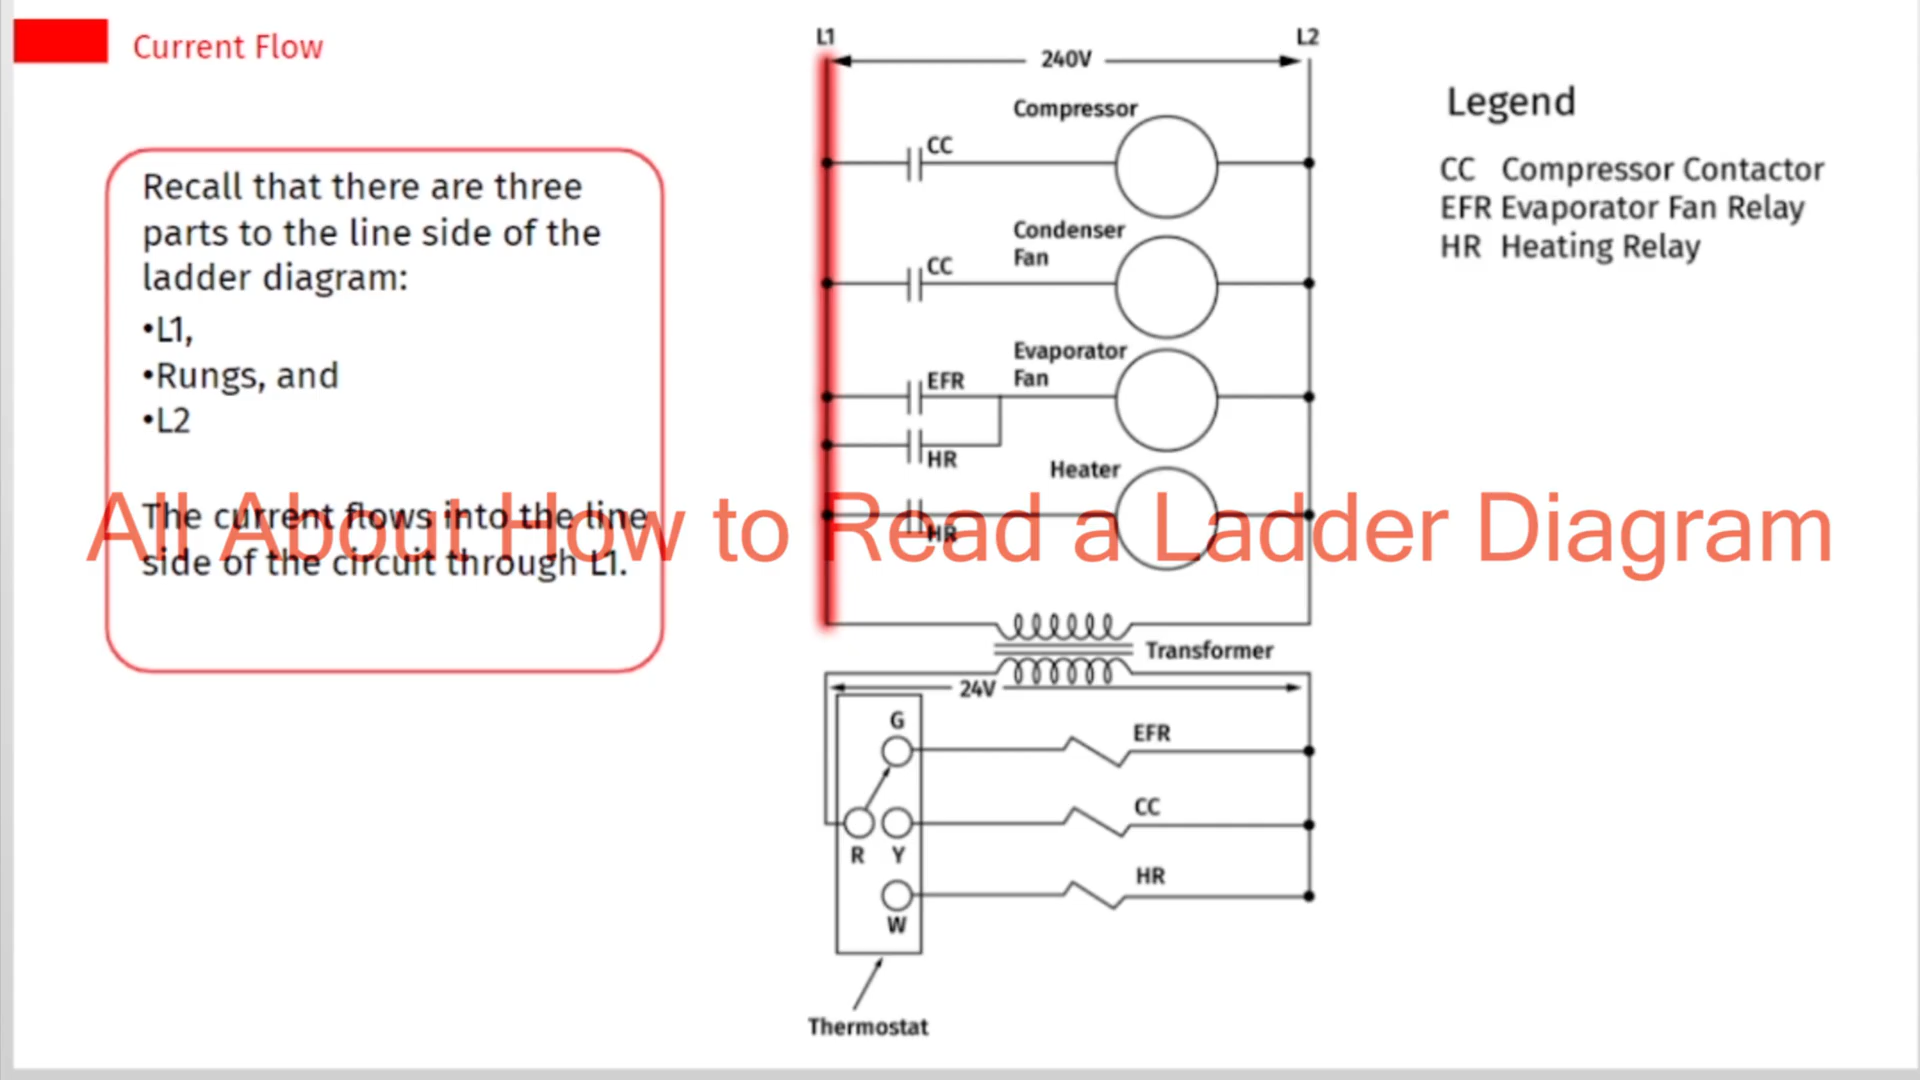 Current Flow
Recall that there are three
parts to the line side of the
ladder diagram:
•L1,
•Rungs, and
•L2
The current flows into the line
side of the circuit through L1.
All About How to Read a Ladder Diagram
L1
L2
240V
Compressor
CC
Condenser
Fan
CC
Evaporator
Fan
EFR
HR
Heater
HR
Transformer
24V
G
EFR
CC
R Y
HR
W
Thermostat
Legend
CC Compressor Contactor
EFR Evaporator Fan Relay
HR Heating Relay